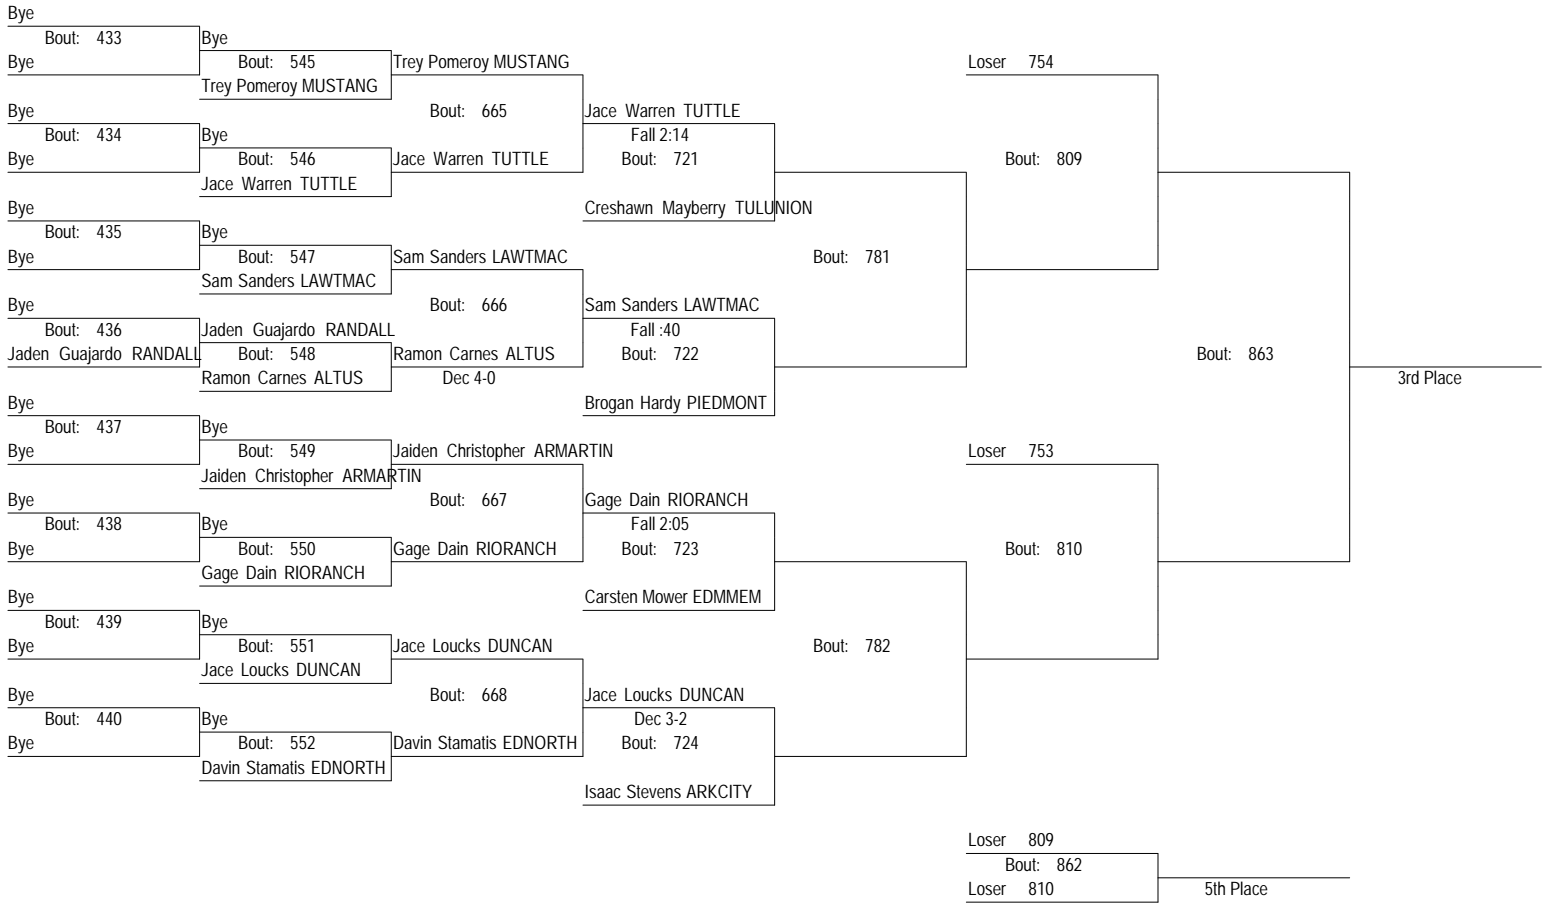 Bye
Bout: 433
Bye
Bye
Bout: 545
Trey Pomeroy MUSTANG
Trey Pomeroy MUSTANG
Loser 754
Bye
Bout: 434
Bye
Bye
Bout: 546
Jace Warren TUTTLE
Bout: 665
Jace Warren TUTTLE
Jace Warren TUTTLE
Fall 2:14
Bout: 721
Bout: 809
Bye
Bout: 435
Bye
Bye
Bout: 547
Sam Sanders LAWTMAC
Creshawn Mayberry TULUNION
Sam Sanders LAWTMAC
Bout: 781
Bye
Bout: 436
Jaden Guajardo RANDALL
Jaden Guajardo RANDALL
Bout: 548
Ramon Carnes ALTUS
Bout: 666
Ramon Carnes ALTUS
Dec 4-0
Sam Sanders LAWTMAC
Fall :40
Bout: 722
Bout: 863
3rd Place
Bye
Bout: 437
Bye
Bye
Bout: 549
Jaiden Christopher ARMARTIN
Brogan Hardy PIEDMONT
Jaiden Christopher ARMARTIN
Loser 753
Bye
Bout: 438
Bye
Bye
Bout: 550
Gage Dain RIORANCH
Bout: 667
Gage Dain RIORANCH
Gage Dain RIORANCH
Fall 2:05
Bout: 723
Bout: 810
Bye
Bout: 439
Bye
Bye
Bout: 551
Jace Loucks DUNCAN
Carsten Mower EDMMEM
Jace Loucks DUNCAN
Bout: 782
Bye
Bout: 440
Bye
Bye
Bout: 552
Davin Stamatis EDNORTH
Bout: 668
Davin Stamatis EDNORTH
Jace Loucks DUNCAN
Dec 3-2
Bout: 724
Isaac Stevens ARKCITY
Loser 809
Bout: 862
Loser 810
5th Place